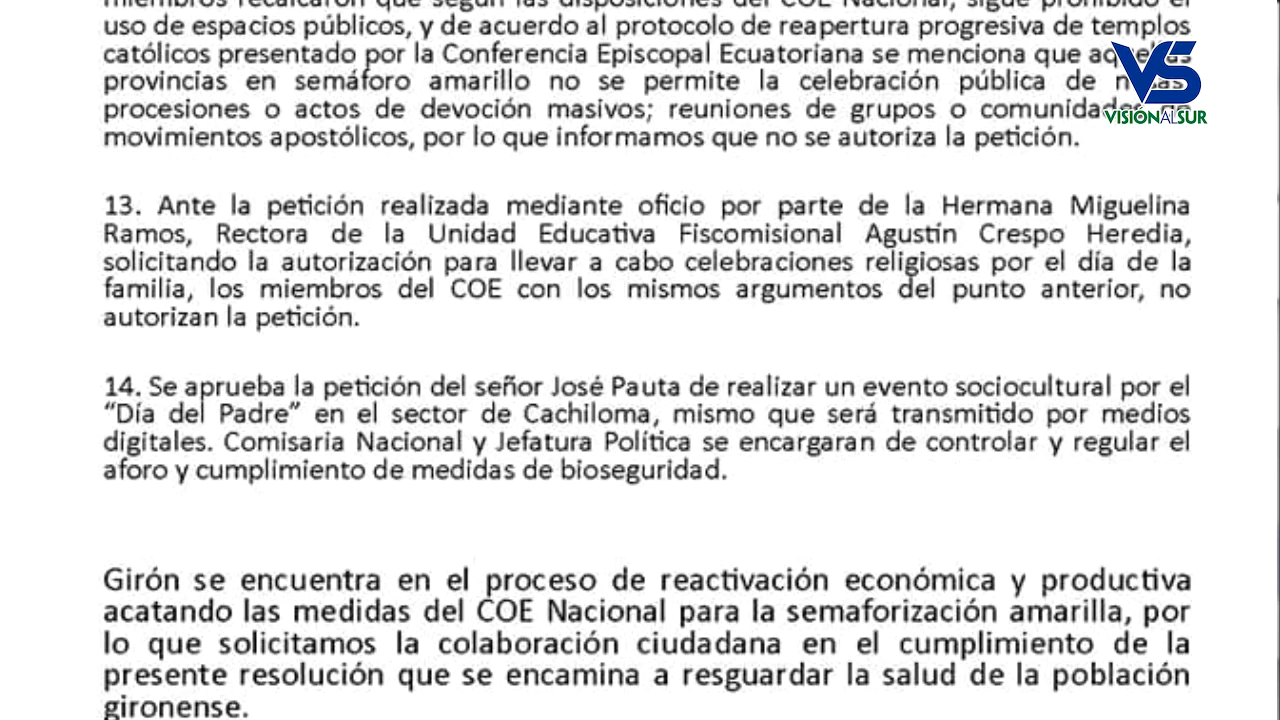 miembros recalcaron que según las disposiciones del COE Nacional, sigue prohibido el
uso de espacios públicos, y de acuerdo al protocolo de reapertura progresiva de templos
católicos presentado por la Conferencia Episcopal Ecuatoriana se menciona que aquellas
provincias en semáforo amarillo no se permite la celebración pública de misas
procesiones o actos de devoción masivos; reuniones de grupos o comunidades
movimientos apostólicos, por lo que informamos que no se autoriza la petición.
VS
VISIÓNALSUR
13. Ante la petición realizada mediante oficio por parte de la Hermana Miguelina
Ramos, Rectora de la Unidad Educativa Fiscomisional Agustín Crespo Heredia,
solicitando la autorización para llevar a cabo celebraciones religiosas por el día de la
familia, los miembros del COE con los mismos argumentos del punto anterior, no
autorizan la petición.
14. Se aprueba la petición del señor José Pauta de realizar un evento sociocultural por el
“Día del Padre” en el sector de Cachiloma, mismo que será transmitido por medios
digitales. Comisaria Nacional y Jefatura Política se encargaran de controlar y regular el
aforo y cumplimiento de medidas de bioseguridad.
Girón se encuentra en el proceso de reactivación económica y productiva
acatando las medidas del COE Nacional para la semaforización amarilla, por
lo que solicitamos la colaboración ciudadana en el cumplimiento de la
presente resolución que se encamina a resguardar la salud de la población
gironense.